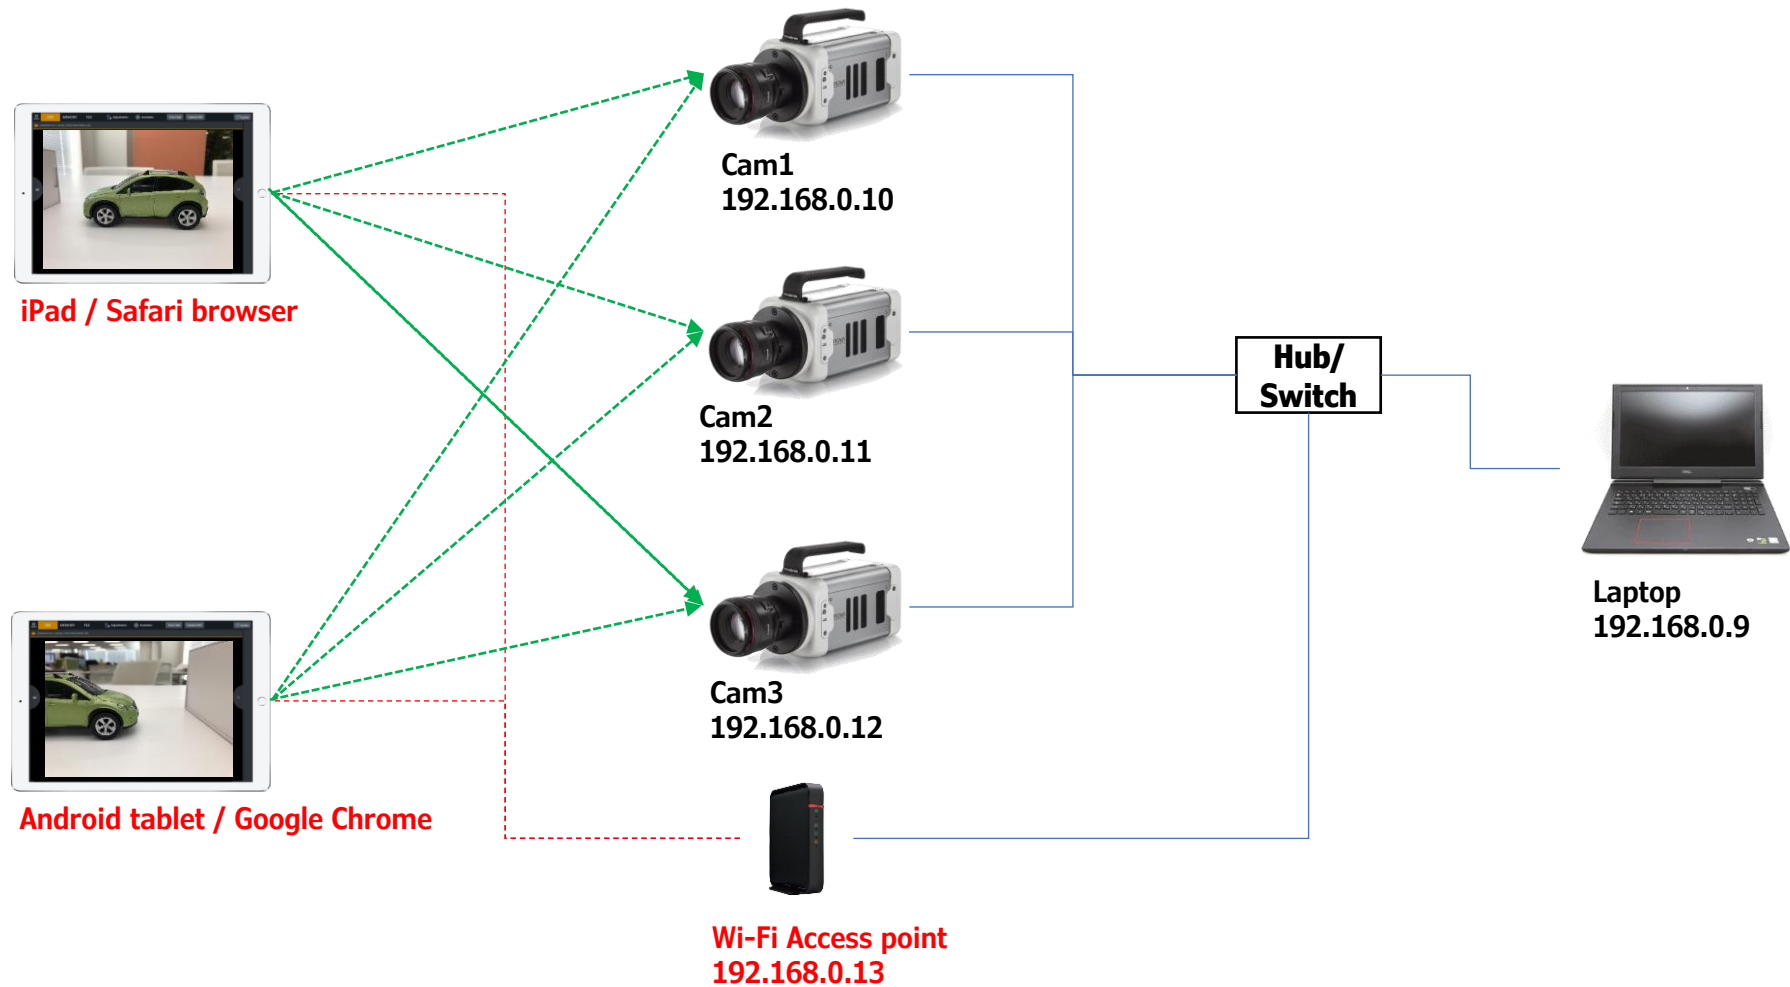 Cam1
192.168.0.10
iPad / Safari browser
Cam2
192.168.0.11
Hub/
Switch
Laptop
192.168.0.9
Cam3
192.168.0.12
Android tablet / Google Chrome
Wi-Fi Access point
192.168.0.13